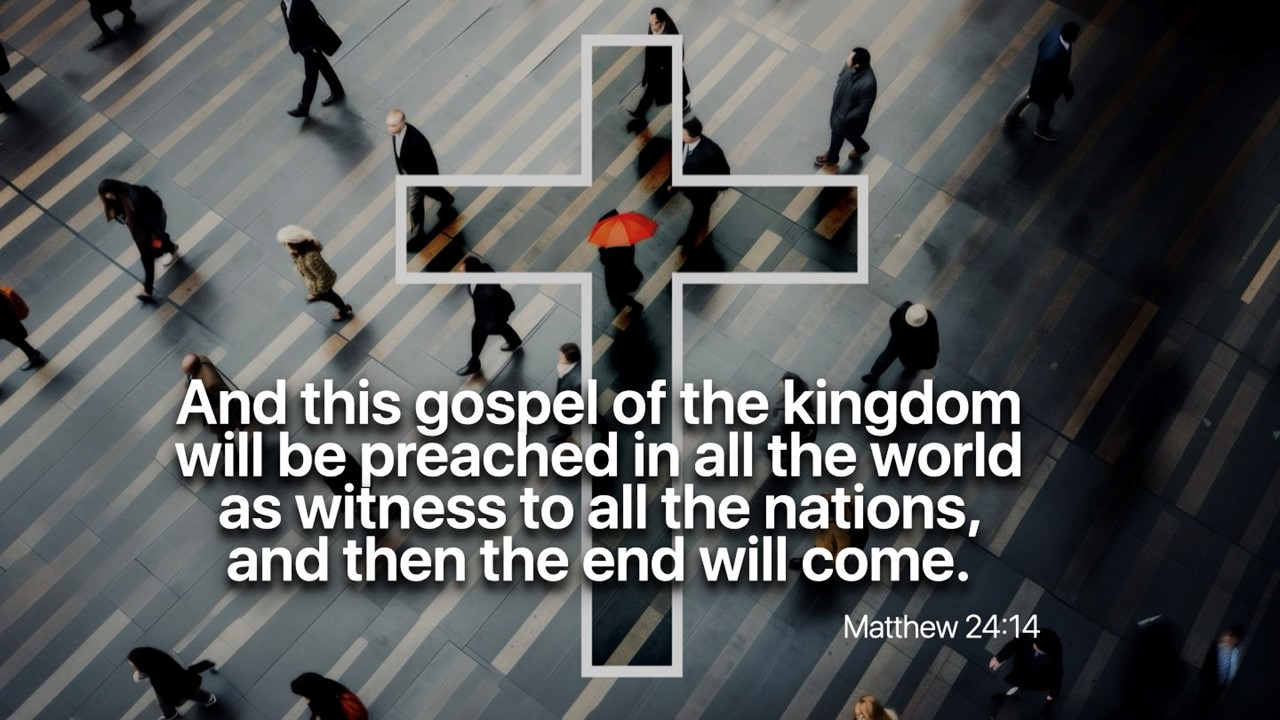 And this gospel of the kingdom
will be preached in all the world
as witness to all the nations,
and then the end will come.
Matthew 24:14